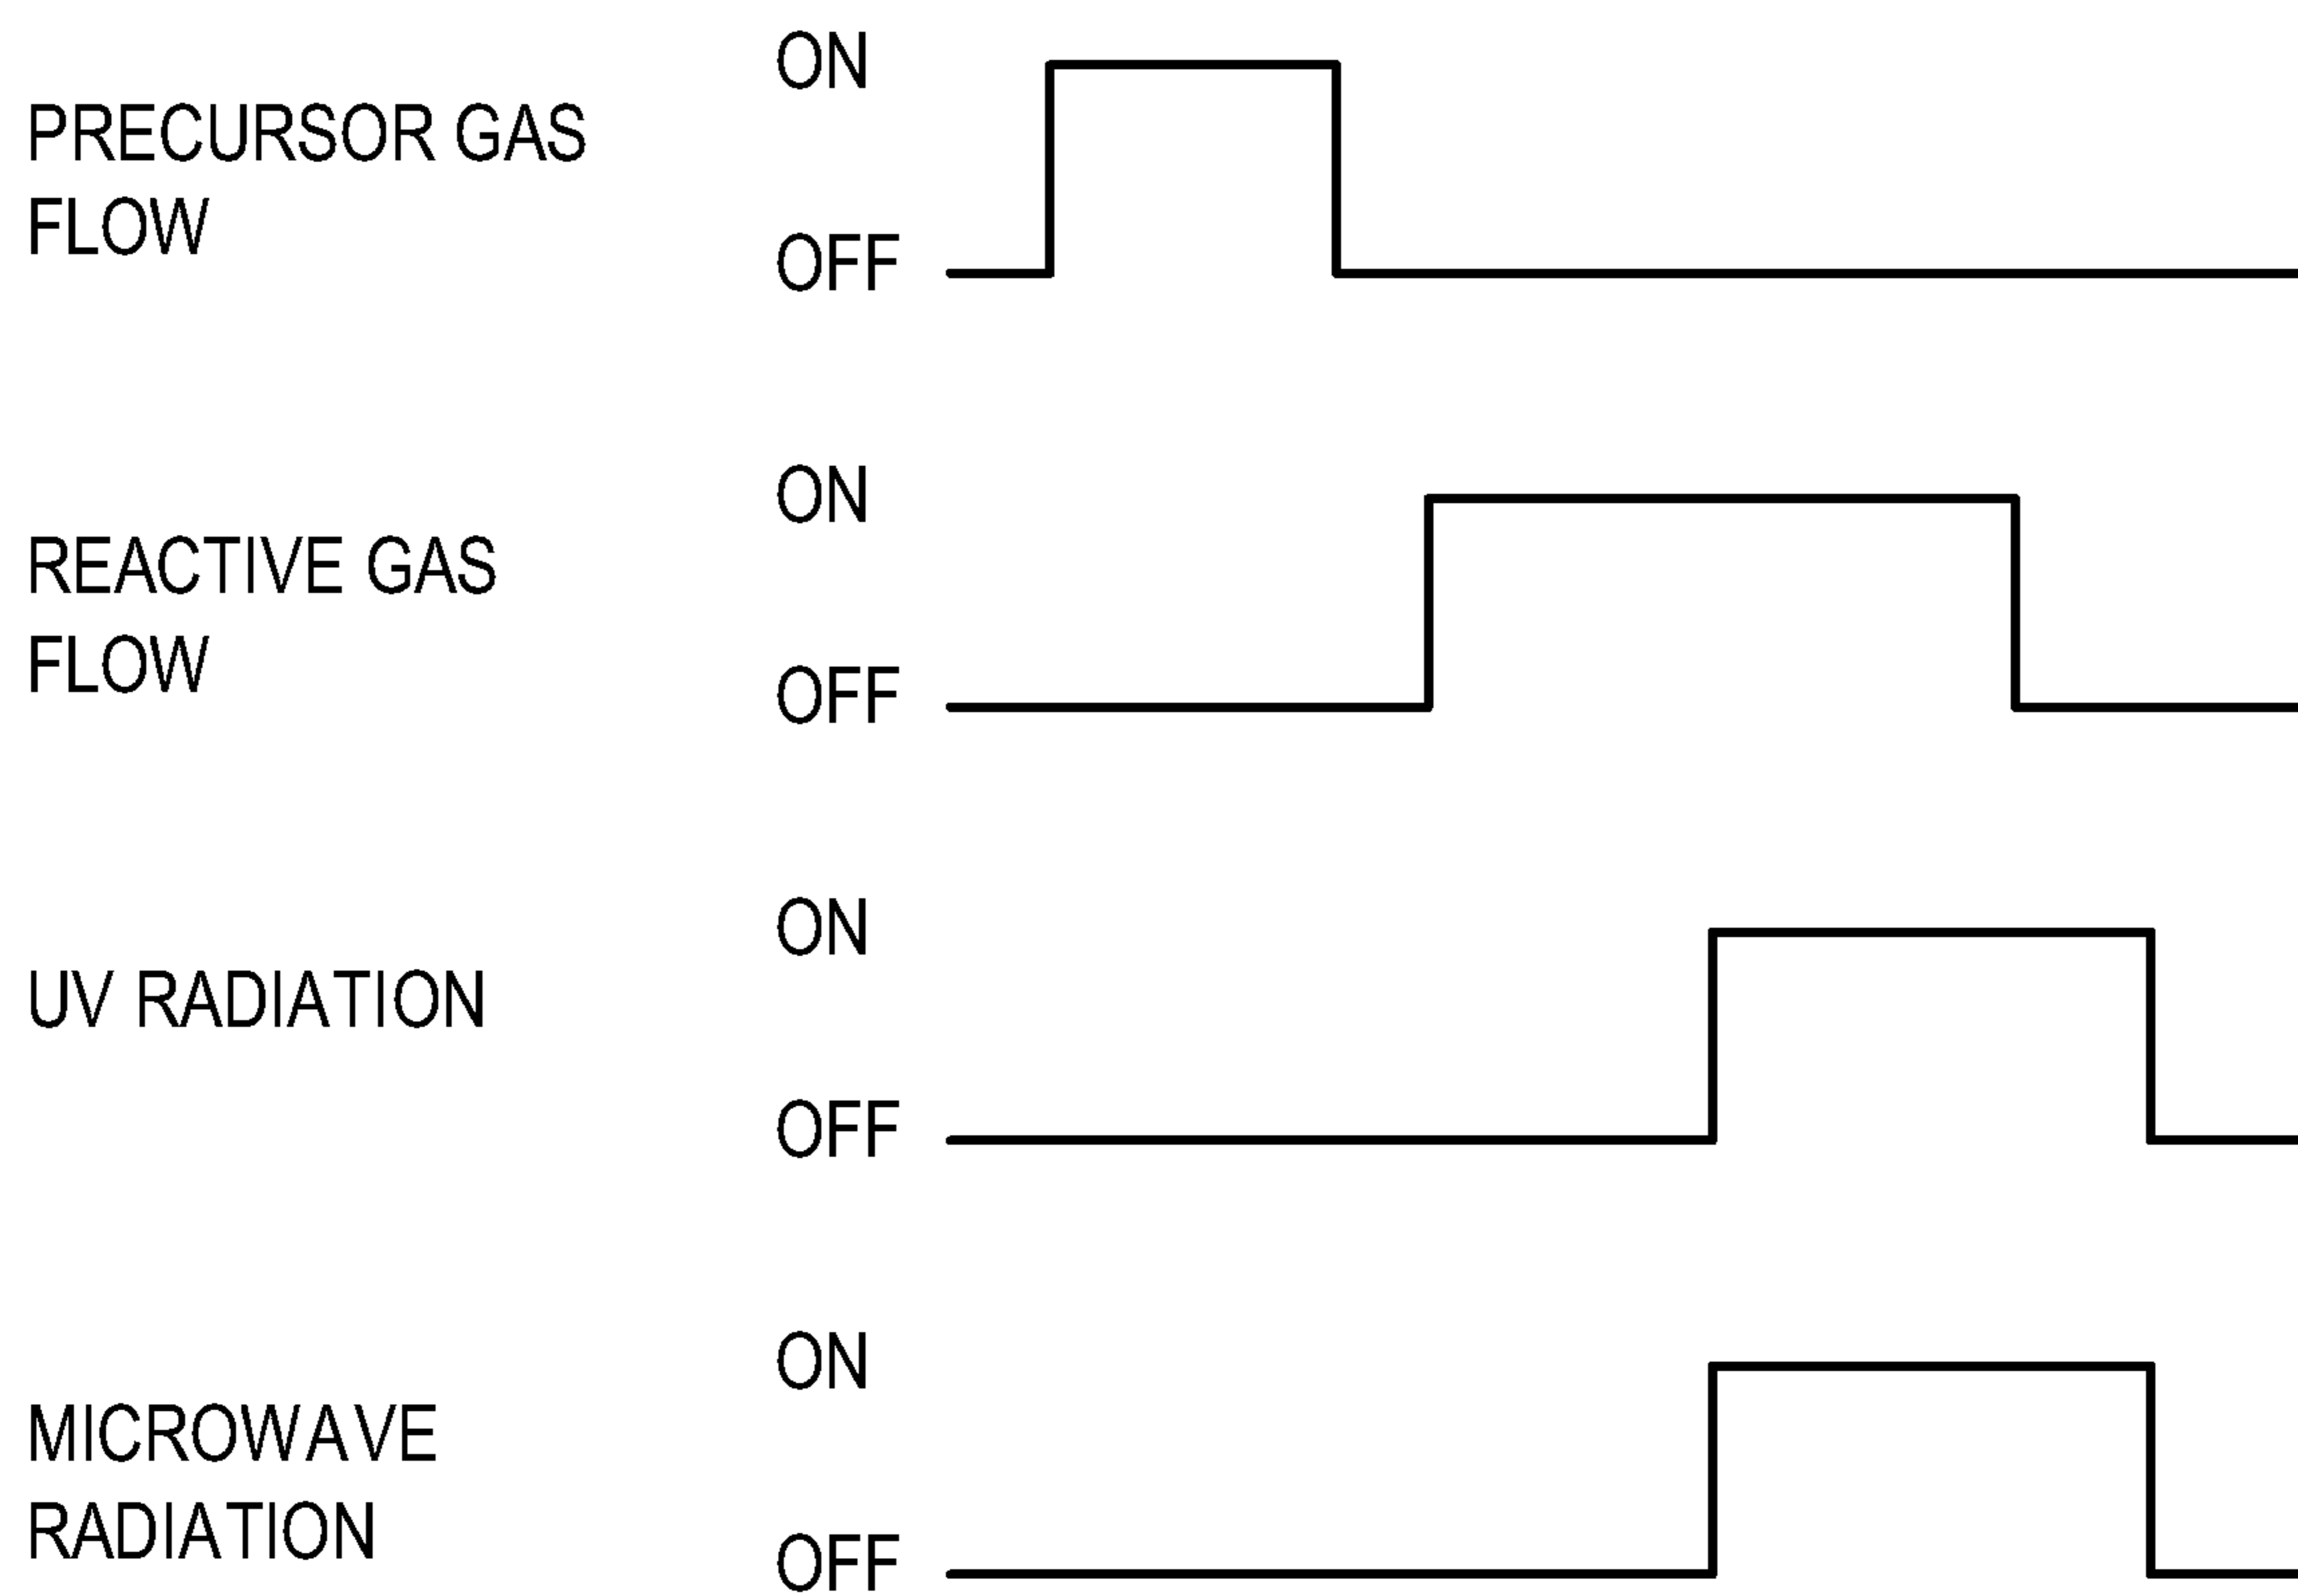 ON
PRECURSOR GAS
FLOW
OFF
ON
REACTIVE GAS
FLOW
OFF
ON
UV RADIATION
OFF
ON
MICROWAVE
RADIATION
OFF